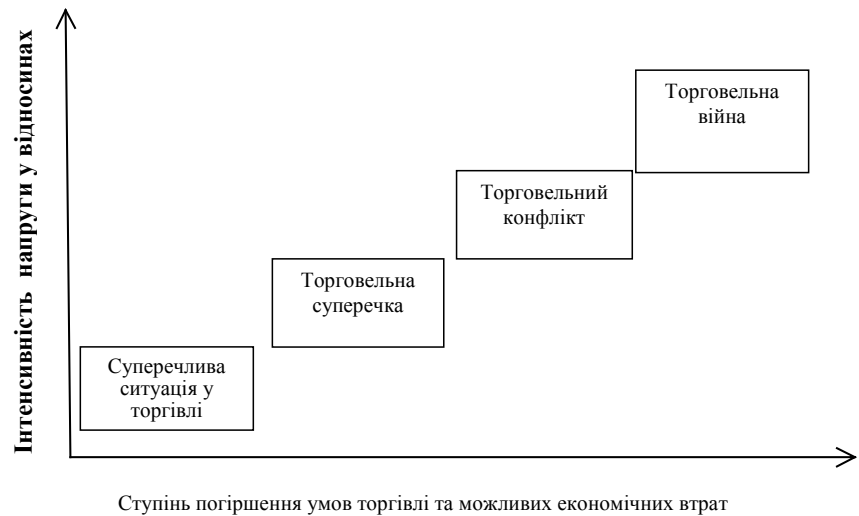 Інтенсивність напруги у відносинах
Торговельна
війна
Торговельний
конфлікт
Торговельна
суперечка
Суперечлива
ситуація у
торгівлі
Ступінь погіршення умов торгівлі та можливих економічних втрат